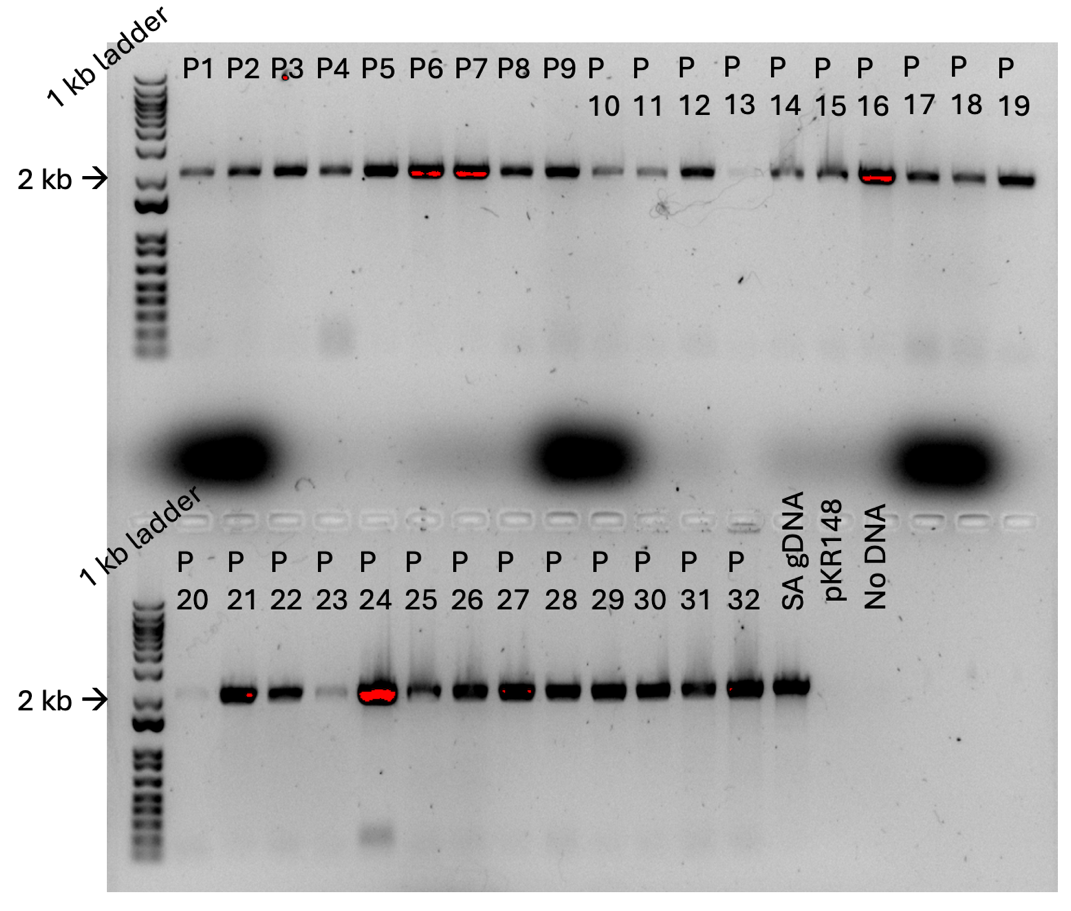 1 kb ladder
P1 P2 P3 P4 P5 P6 P7 P8 P9 P P P P P P P P P P
10 11 12 13 14 15 16 17 18 19
2 kb →
1 kb ladder
SA gDNA
pKR148
No DNA
P P P P P P P P P P P P P
20 21 22 23 24 25 26 27 28 29 30 31 32
2 kb →